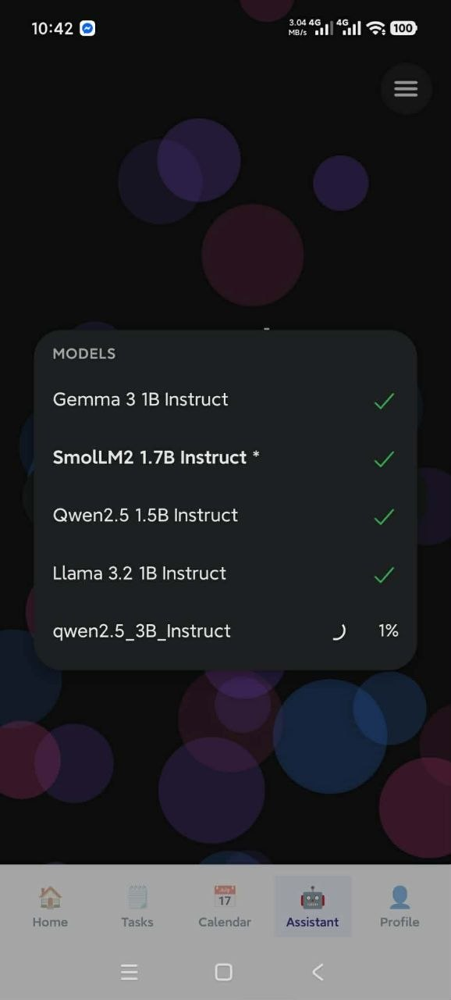 10:42
3.04 4G 4G 100
MB/s
MODELS
Gemma 3 1B Instruct
SmolLM2 1.7B Instruct *
Qwen2.5 1.5B Instruct
Llama 3.2 1B Instruct
qwen2.5_3B_Instruct 1%
July
17
Home Tasks Calendar Assistant Profile